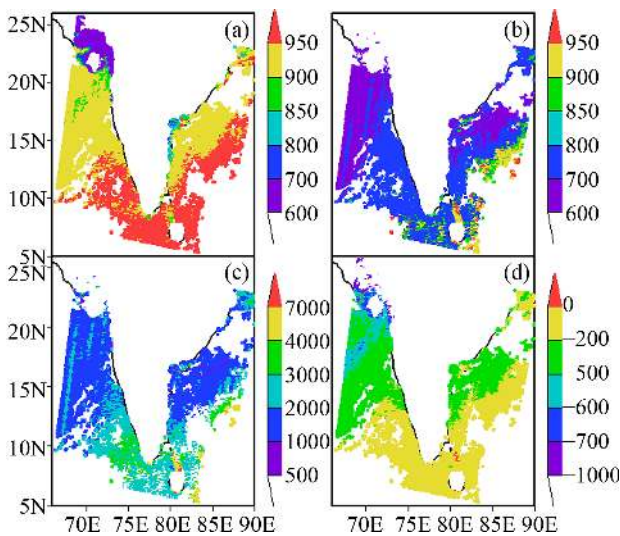 25N (a) (b)
950 950
20N 900 900
850 850
15N 800 800
10N 700 700
600 600
5N
25N (c) (d)
7000 0
20N 4000 −200
3000 −500
15N 2000 −600
10N 1000 −700
500 −1000
5N
70E 75E 80E 85E 90E 70E 75E 80E 85E 90E